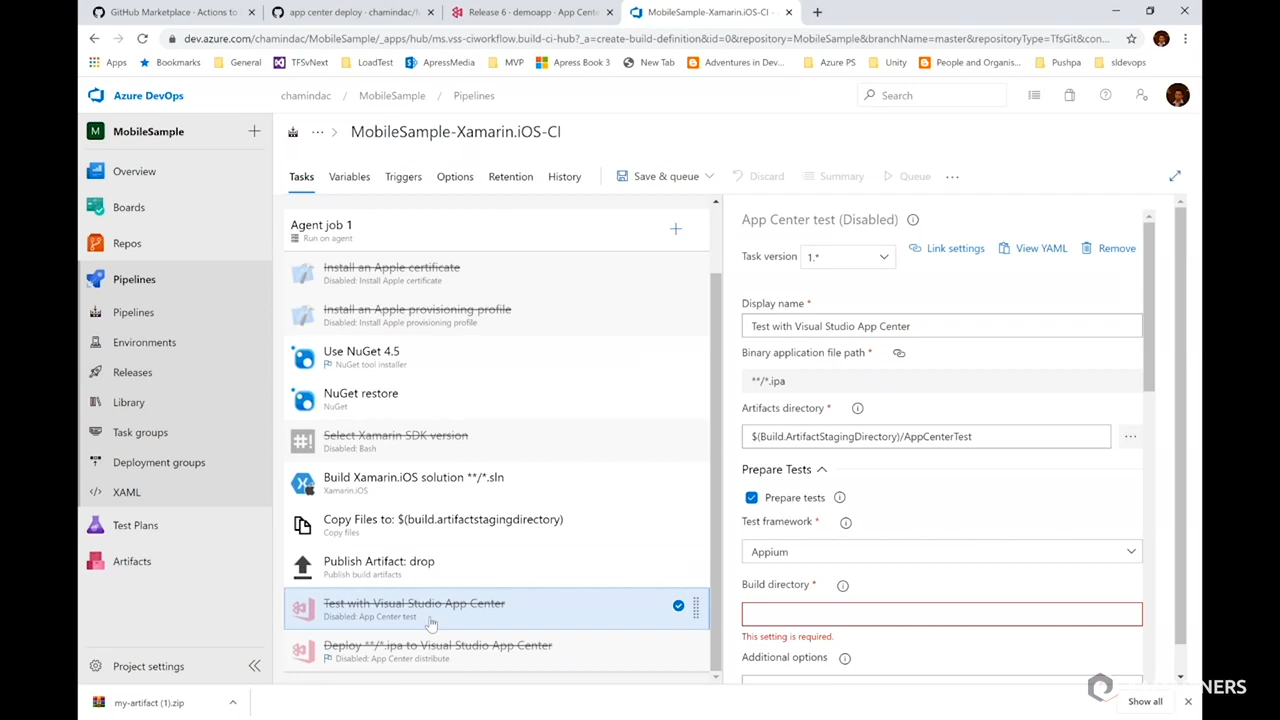 GitHub Marketplace - Actions to
app center deploy · chamindac/
Release 6 - demoapp - App Cent
MobileSample-Xamarin.iOS-CI -
dev.azure.com/chamindac/MobileSample/_apps/hub/ms.vss-ciworkflow.build-ci-hub?_a=create-build-definition&id=0&repository=MobileSample&branchName=master&repositoryType=TfsGit&con...
Apps
Bookmarks
General
TFSvNext
LoadTest
ApressMedia
MVP
Apress Book 3
New Tab
Adventures in Dev...
Azure PS
Unity
People and Organis...
Pushpa
sldevops
Azure DevOps
chamindac / MobileSample / Pipelines
Search
M MobileSample
MobileSample-Xamarin.iOS-CI
Overview
Boards
Repos
Pipelines
Pipelines
Environments
Releases
Library
Task groups
Deployment groups
XAML
Test Plans
Artifacts
Project settings
Tasks Variables Triggers Options Retention History Save & queue Discard Summary Queue ...
Agent job 1
Run on agent
Install an Apple certificate
Disabled: Install Apple certificate
Install an Apple provisioning profile
Disabled: Install Apple provisioning profile
Use NuGet 4.5
NuGet tool installer
NuGet restore
NuGet
Select Xamarin SDK version
Disabled: Bash
Build Xamarin.iOS solution **/*.sln
Xamarin.iOS
Copy Files to: $(build.artifactstagingdirectory)
Copy files
Publish Artifact: drop
Publish build artifacts
Test with Visual Studio App Center
Disabled: App Center test
Deploy **/*.ipa to Visual Studio App Center
Disabled: App Center distribute
App Center test (Disabled)
Link settings View YAML Remove
Task version 1.*
Display name *
Test with Visual Studio App Center
Binary application file path *
**/*.ipa
Artifacts directory *
$(Build.ArtifactStagingDirectory)/AppCenterTest
Prepare Tests
Prepare tests
Test framework *
Appium
Build directory *
This setting is required.
Additional options
my-artifact (1).zip
Show all